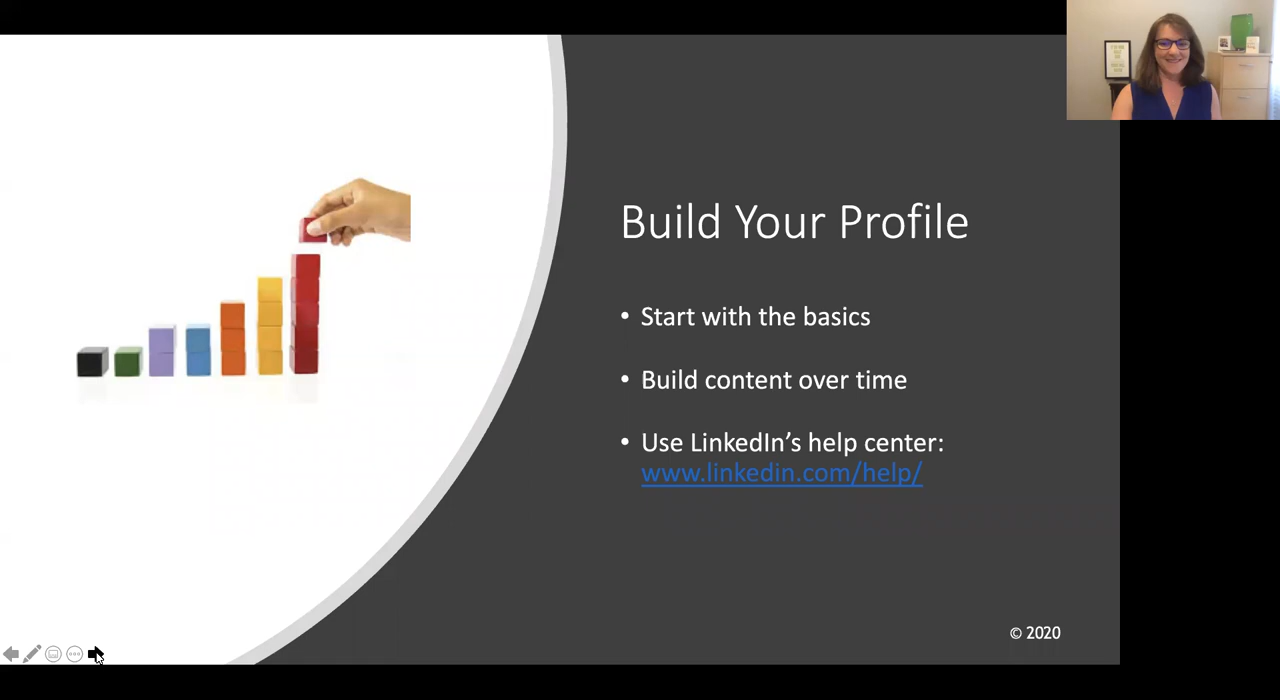 Build Your Profile
• Start with the basics
• Build content over time
• Use LinkedIn’s help center:
www.linkedin.com/help/
© 2020